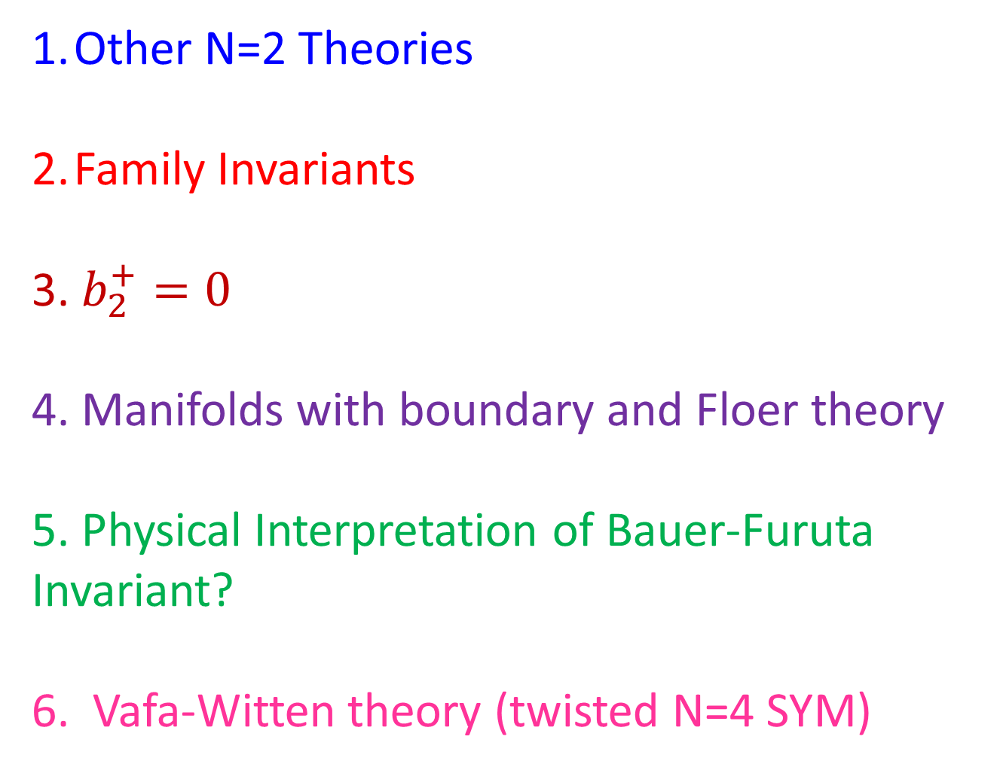 1. Other N=2 Theories
2. Family Invariants
3. $b_2^+ = 0$
4. Manifolds with boundary and Floer theory
5. Physical Interpretation of Bauer-Furuta
Invariant?
6. Vafa-Witten theory (twisted N=4 SYM)